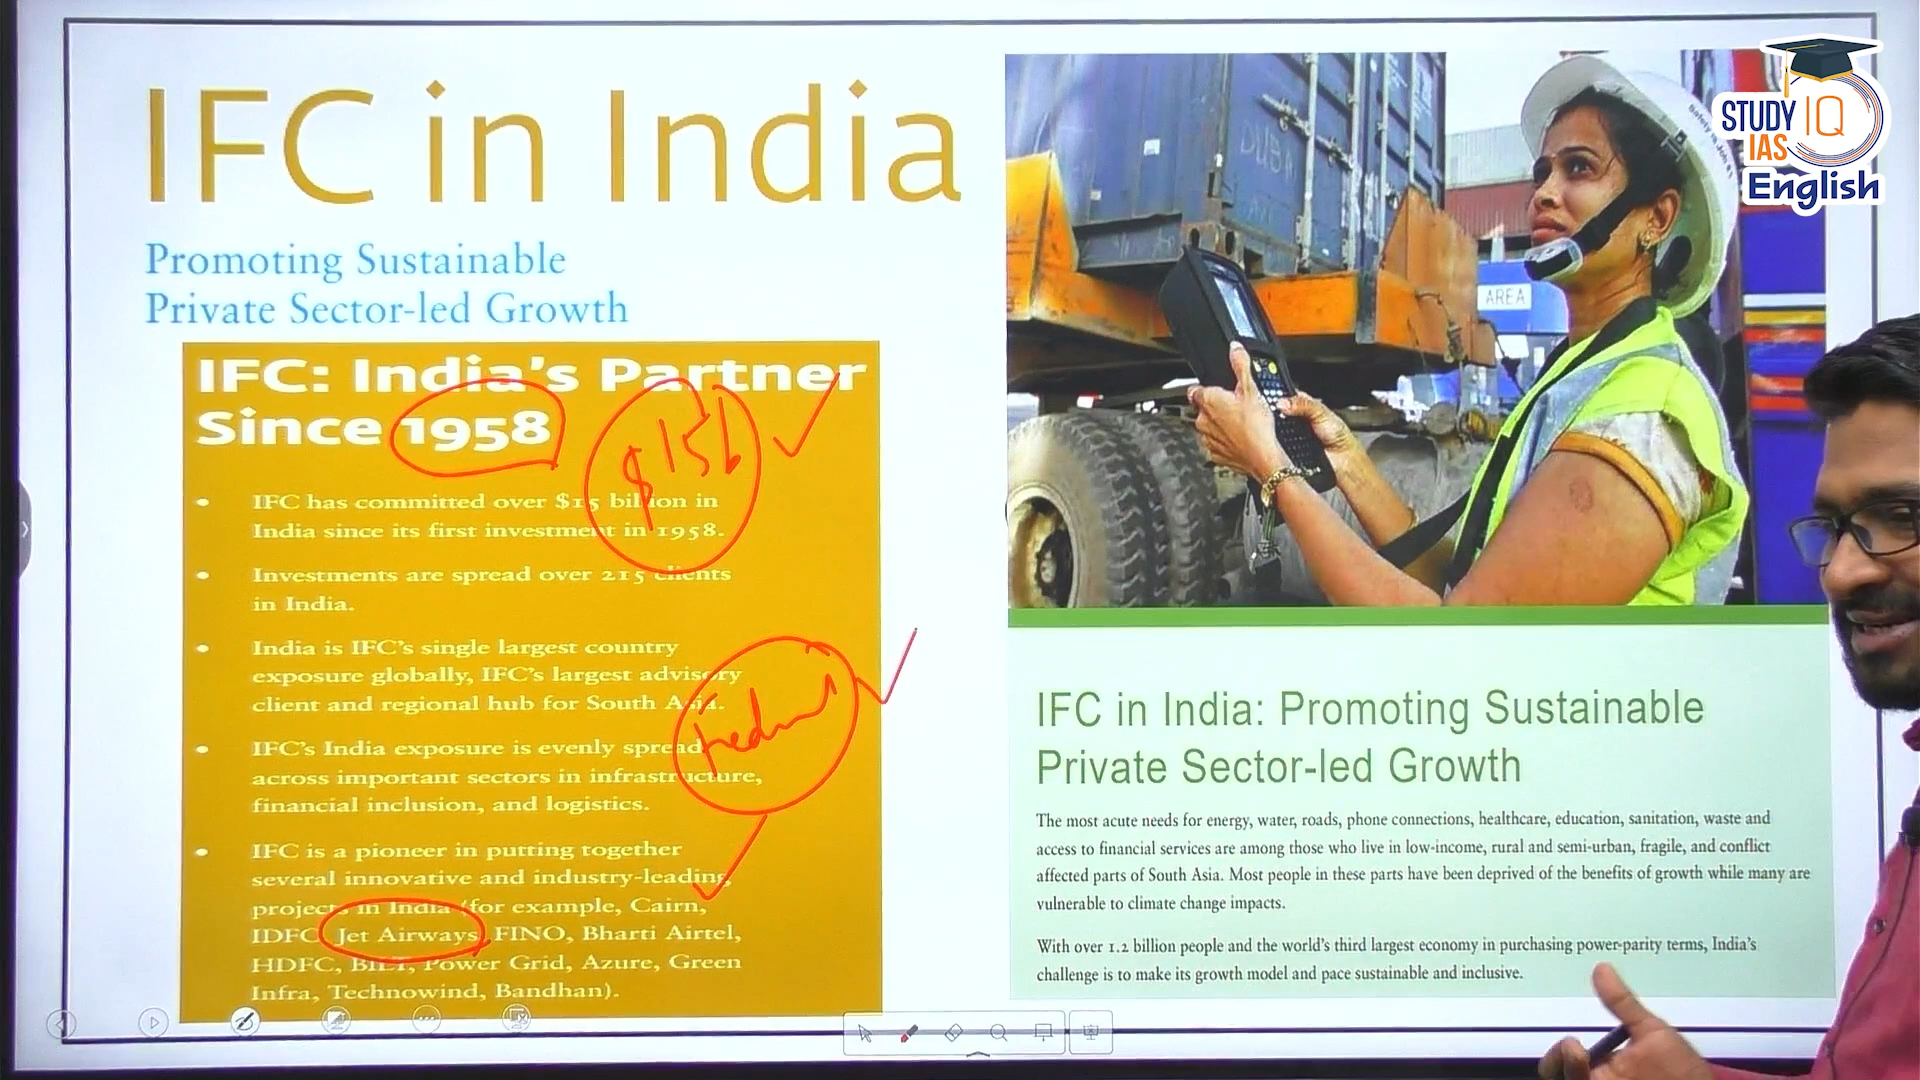 IFC in India
Promoting Sustainable
Private Sector-led Growth
IFC: India's Partner
Since 1958
$15b
• IFC has committed over $15 billion in
India since its first investment in 1958.
• Investments are spread over 215 clients
in India.
• India is IFC's single largest country
exposure globally, IFC's largest advisory
client and regional hub for South Asia.
• IFC's India exposure is evenly spread
across important sectors in infrastructure,
financial inclusion, and logistics.
• IFC is a pioneer in putting together
several innovative and industry-leading
projects in India (for example, Cairn,
IDFC, Jet Airways, FINO, Bharti Airtel,
HDFC, BILT, Power Grid, Azure, Green
Infra, Technowind, Bandhan).
DUBA
AREA
STUDY IQ
IAS
English
IFC in India: Promoting Sustainable
Private Sector-led Growth
The most acute needs for energy, water, roads, phone connections, healthcare, education, sanitation, waste and
access to financial services are among those who live in low-income, rural and semi-urban, fragile, and conflict
affected parts of South Asia. Most people in these parts have been deprived of the benefits of growth while many are
vulnerable to climate change impacts.
With over 1.2 billion people and the world's third largest economy in purchasing power-parity terms, India's
challenge is to make its growth model and pace sustainable and inclusive.